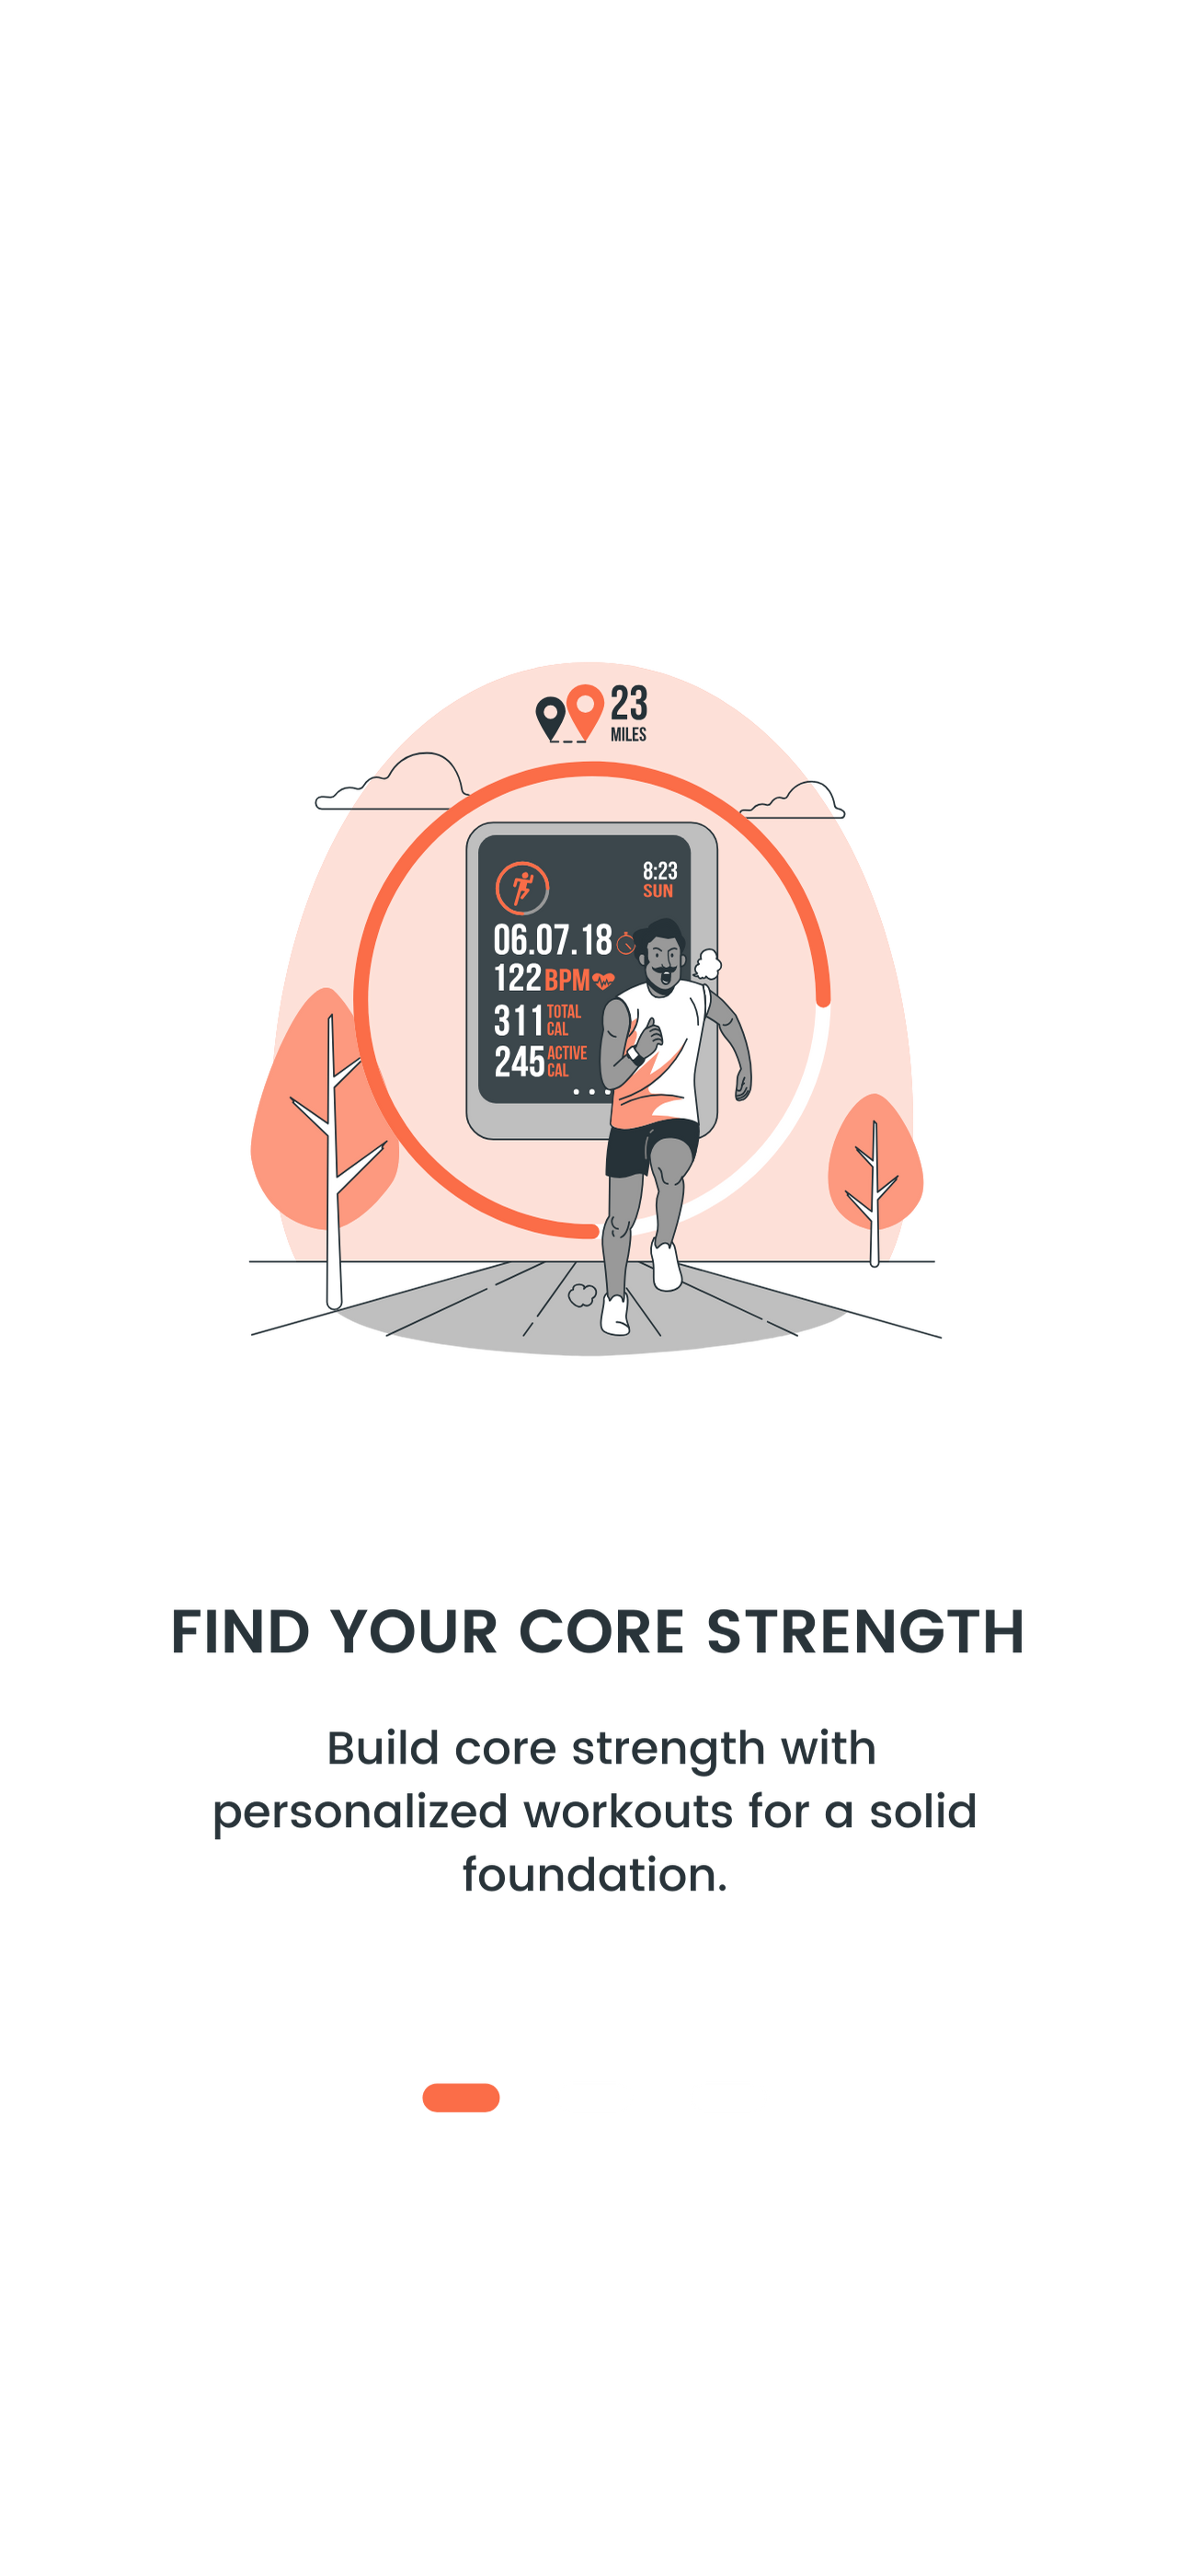 23
MILES
8:23
SUN
06.07.18
122 BPM
311 TOTAL CAL
245 ACTIVE CAL
FIND YOUR CORE STRENGTH
Build core strength with
personalized workouts for a solid
foundation.